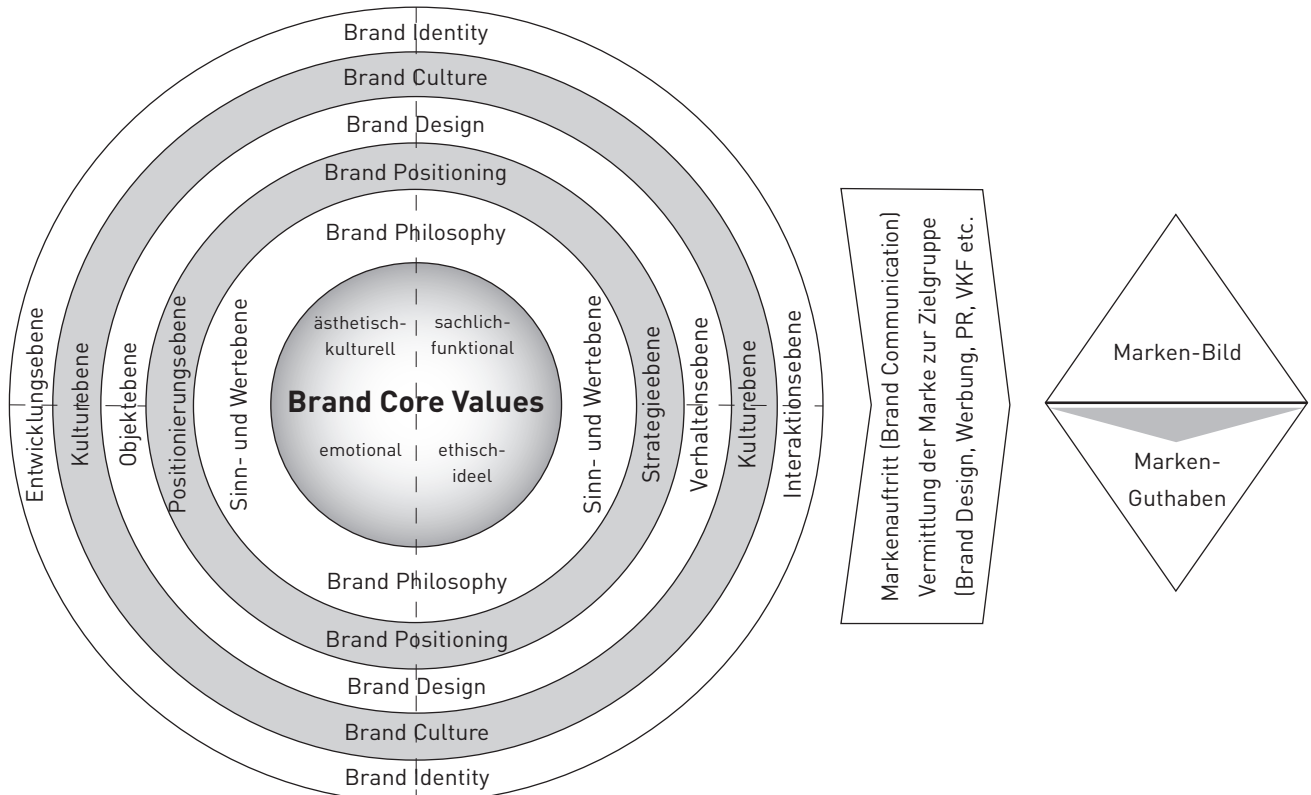 Brand Identity
Brand Culture
Brand Design
Brand Positioning
Brand Philosophy
Entwicklungsebene
Kulturebene
Objektebene
Positionierungsebene
Sinn- und Wertebene
ästhetisch-
kulturell
sachlich-
funktional
Brand Core Values
emotional
ethisch-
ideel
Sinn- und Wertebene
Strategieebene
Verhaltensebene
Kulturebene
Interaktionsebene
Brand Philosophy
Brand Positioning
Brand Design
Brand Culture
Brand Identity
Markenauftritt (Brand Communication)
Vermittlung der Marke zur Zielgruppe
(Brand Design, Werbung, PR, VKF etc.
Marken-Bild
Marken-
Guthaben